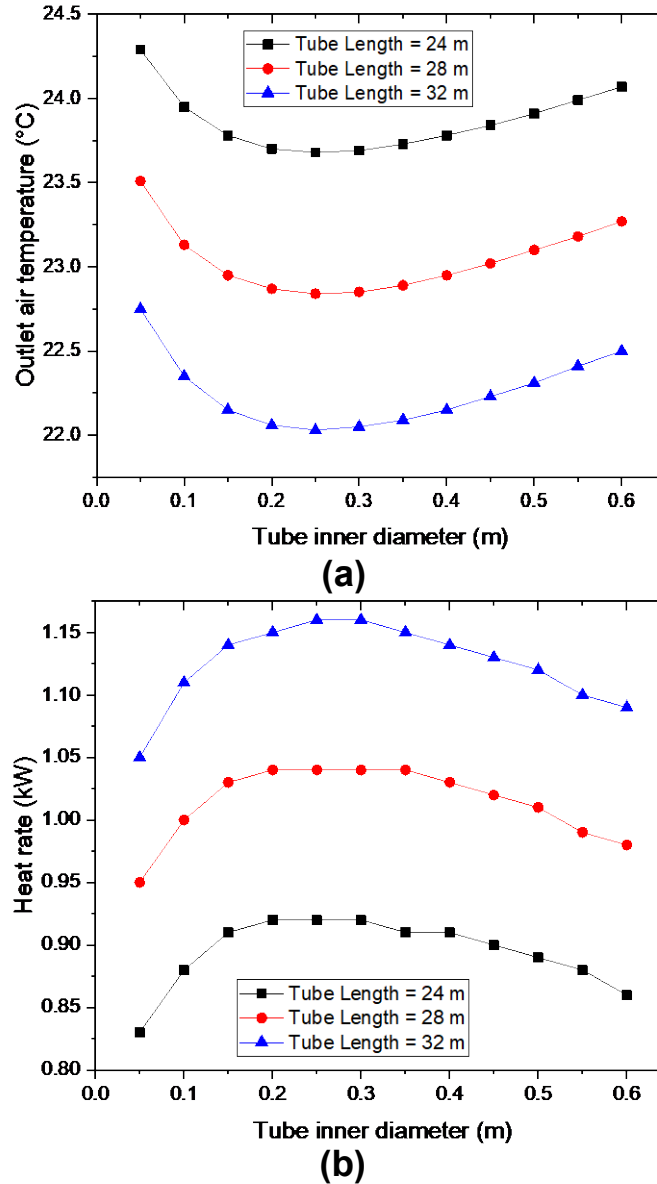 24.5
24.0
23.5
23.0
22.5
22.0
Outlet air temperature (°C)
Tube Length = 24 m
Tube Length = 28 m
Tube Length = 32 m
0.0 0.1 0.2 0.3 0.4 0.5 0.6
Tube inner diameter (m)
(a)
1.15
1.10
1.05
1.00
0.95
0.90
0.85
0.80
Heat rate (kW)
Tube Length = 24 m
Tube Length = 28 m
Tube Length = 32 m
0.0 0.1 0.2 0.3 0.4 0.5 0.6
Tube inner diameter (m)
(b)